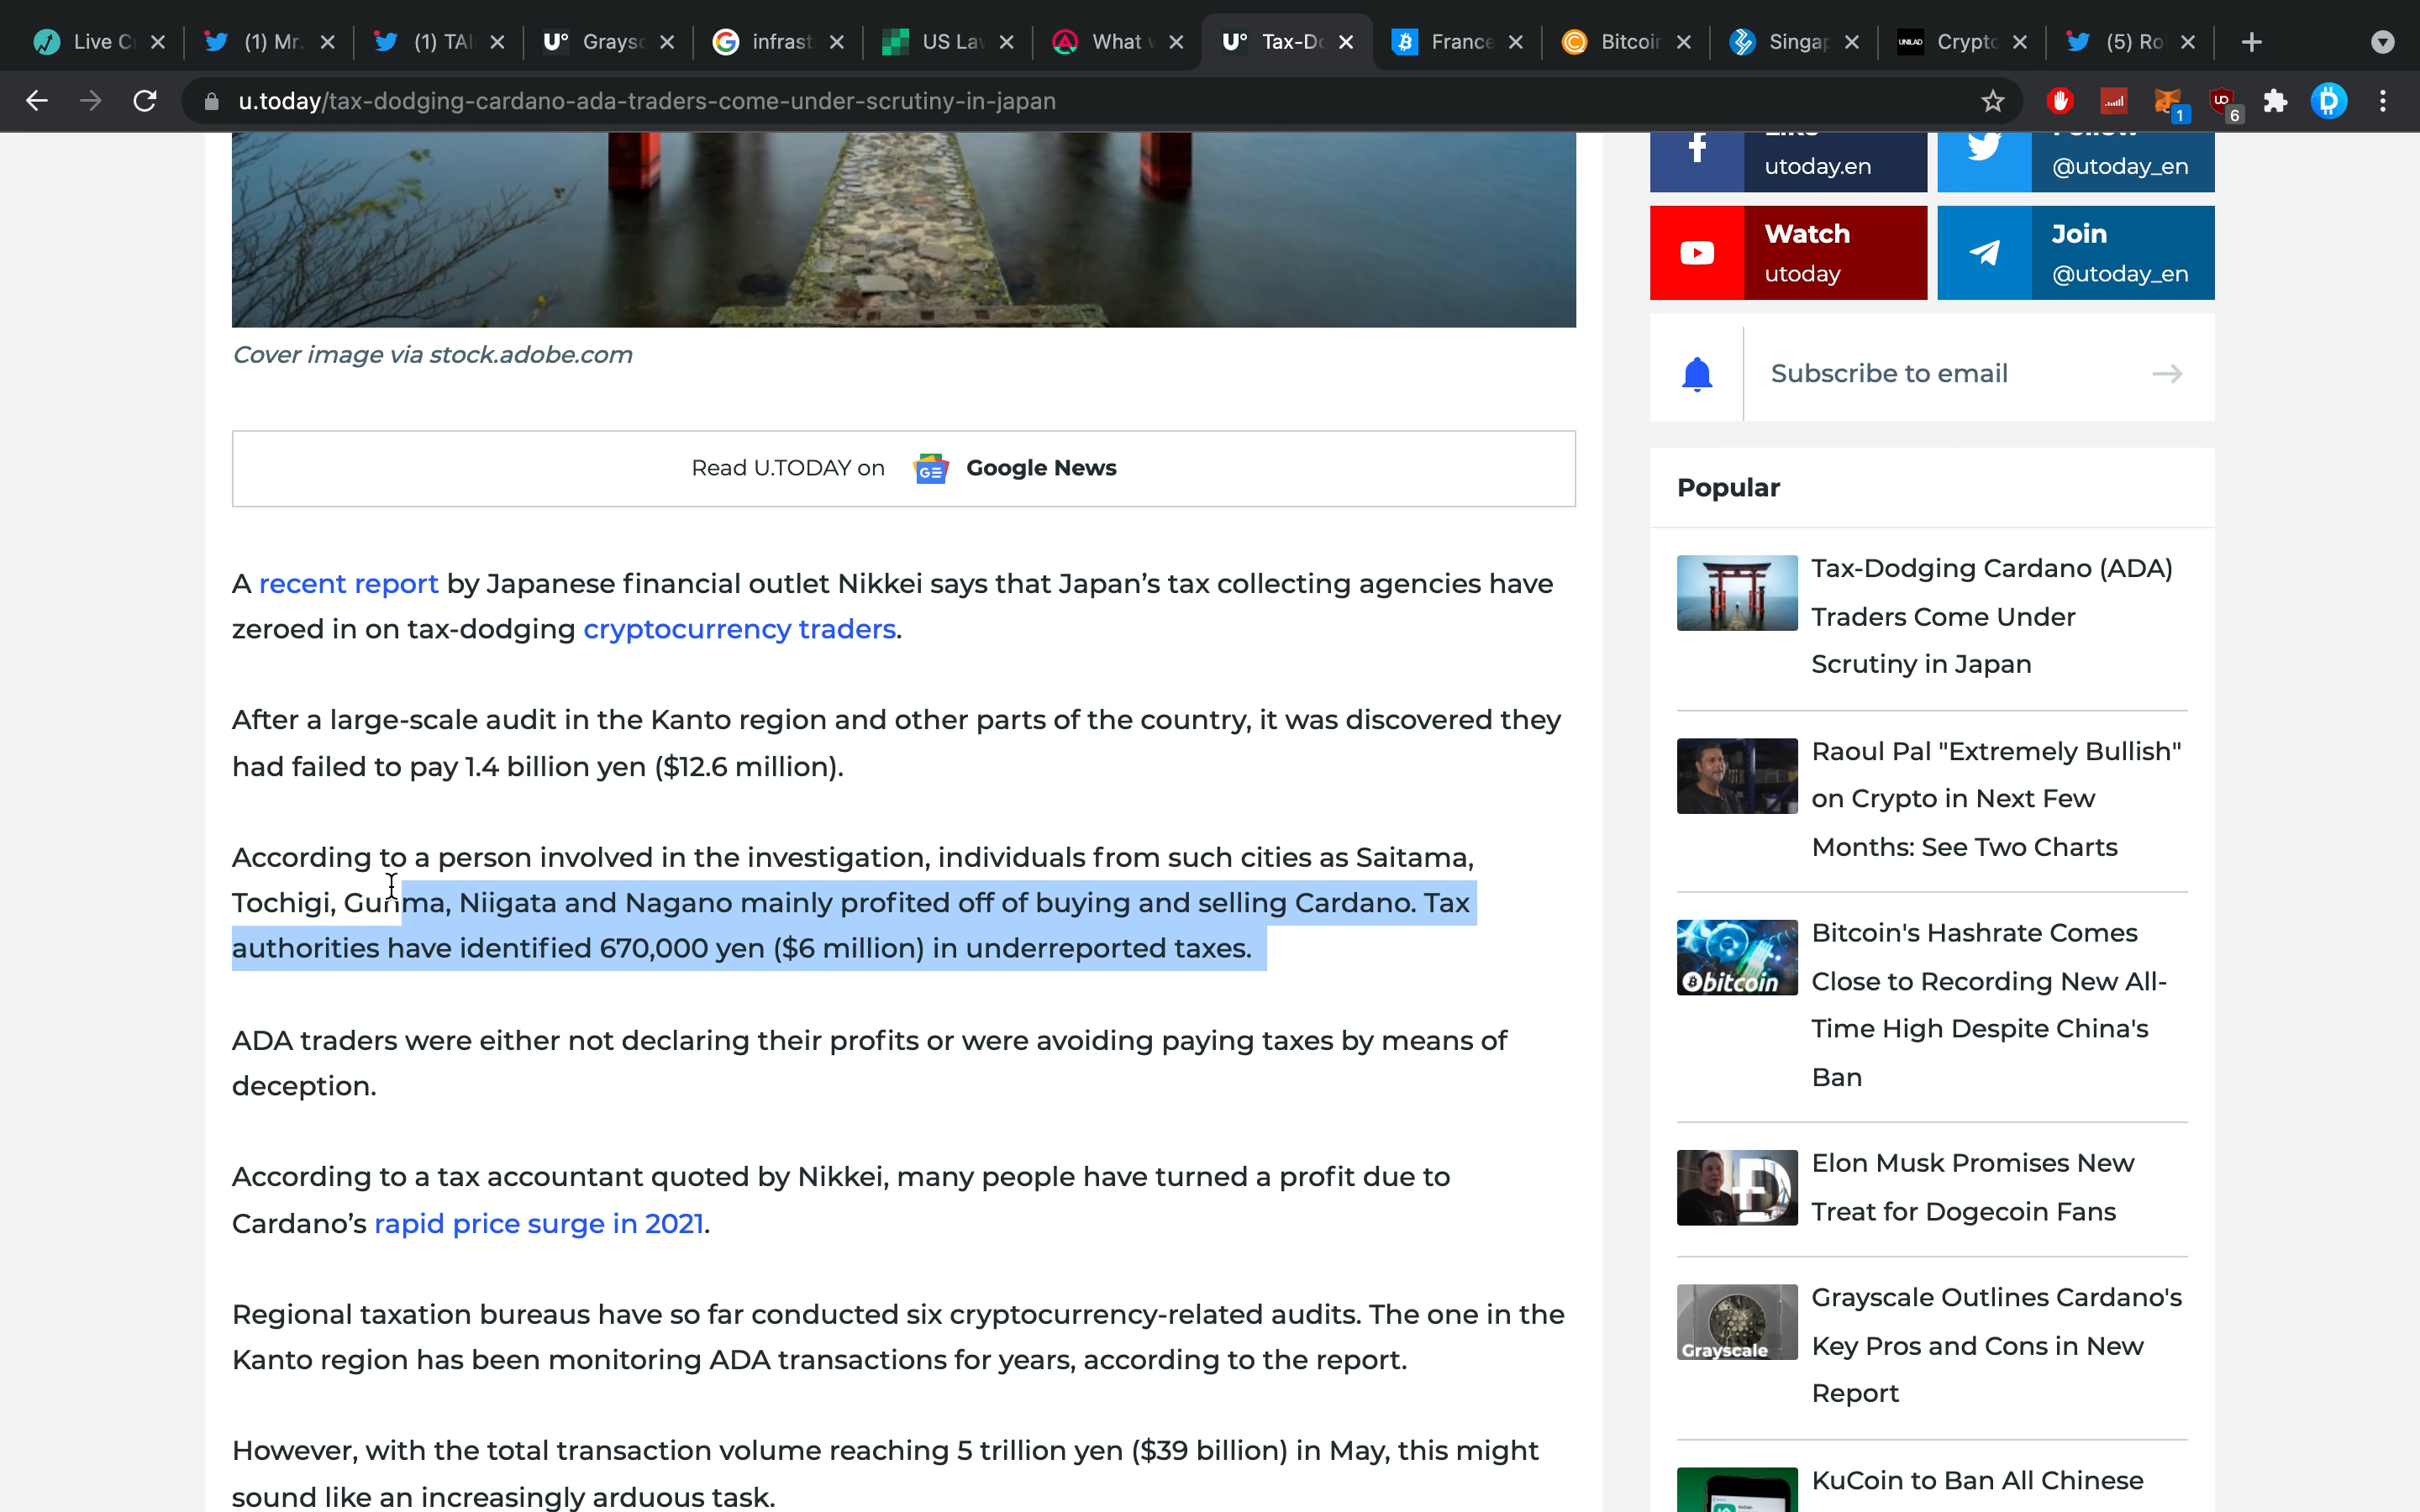 Live C
(1) Mr.
(1) TAI
Graysc
infrast
US La
What
Tax-Do
France
Bitcoin
Singap
UNILAD
Crypto
(5) Ro
u.today/tax-dodging-cardano-ada-traders-come-under-scrutiny-in-japan
1
6
Like
utoday.en
Follow
@utoday_en
Watch
utoday
Join
@utoday_en
Cover image via stock.adobe.com
Subscribe to email
Read U.TODAY on Google News
Popular
A recent report by Japanese financial outlet Nikkei says that Japan's tax collecting agencies have
zeroed in on tax-dodging cryptocurrency traders.
After a large-scale audit in the Kanto region and other parts of the country, it was discovered they
had failed to pay 1.4 billion yen ($12.6 million).
According to a person involved in the investigation, individuals from such cities as Saitama,
Tochigi, Gunma, Niigata and Nagano mainly profited off of buying and selling Cardano. Tax
authorities have identified 670,000 yen ($6 million) in underreported taxes.
ADA traders were either not declaring their profits or were avoiding paying taxes by means of
deception.
According to a tax accountant quoted by Nikkei, many people have turned a profit due to
Cardano's rapid price surge in 2021.
Regional taxation bureaus have so far conducted six cryptocurrency-related audits. The one in the
Kanto region has been monitoring ADA transactions for years, according to the report.
However, with the total transaction volume reaching 5 trillion yen ($39 billion) in May, this might
sound like an increasingly arduous task.
Tax-Dodging Cardano (ADA)
Traders Come Under
Scrutiny in Japan
Raoul Pal "Extremely Bullish"
on Crypto in Next Few
Months: See Two Charts
bitcoin
Bitcoin's Hashrate Comes
Close to Recording New All-
Time High Despite China's
Ban
Elon Musk Promises New
Treat for Dogecoin Fans
Grayscale
Grayscale Outlines Cardano's
Key Pros and Cons in New
Report
KuCoin to Ban All Chinese